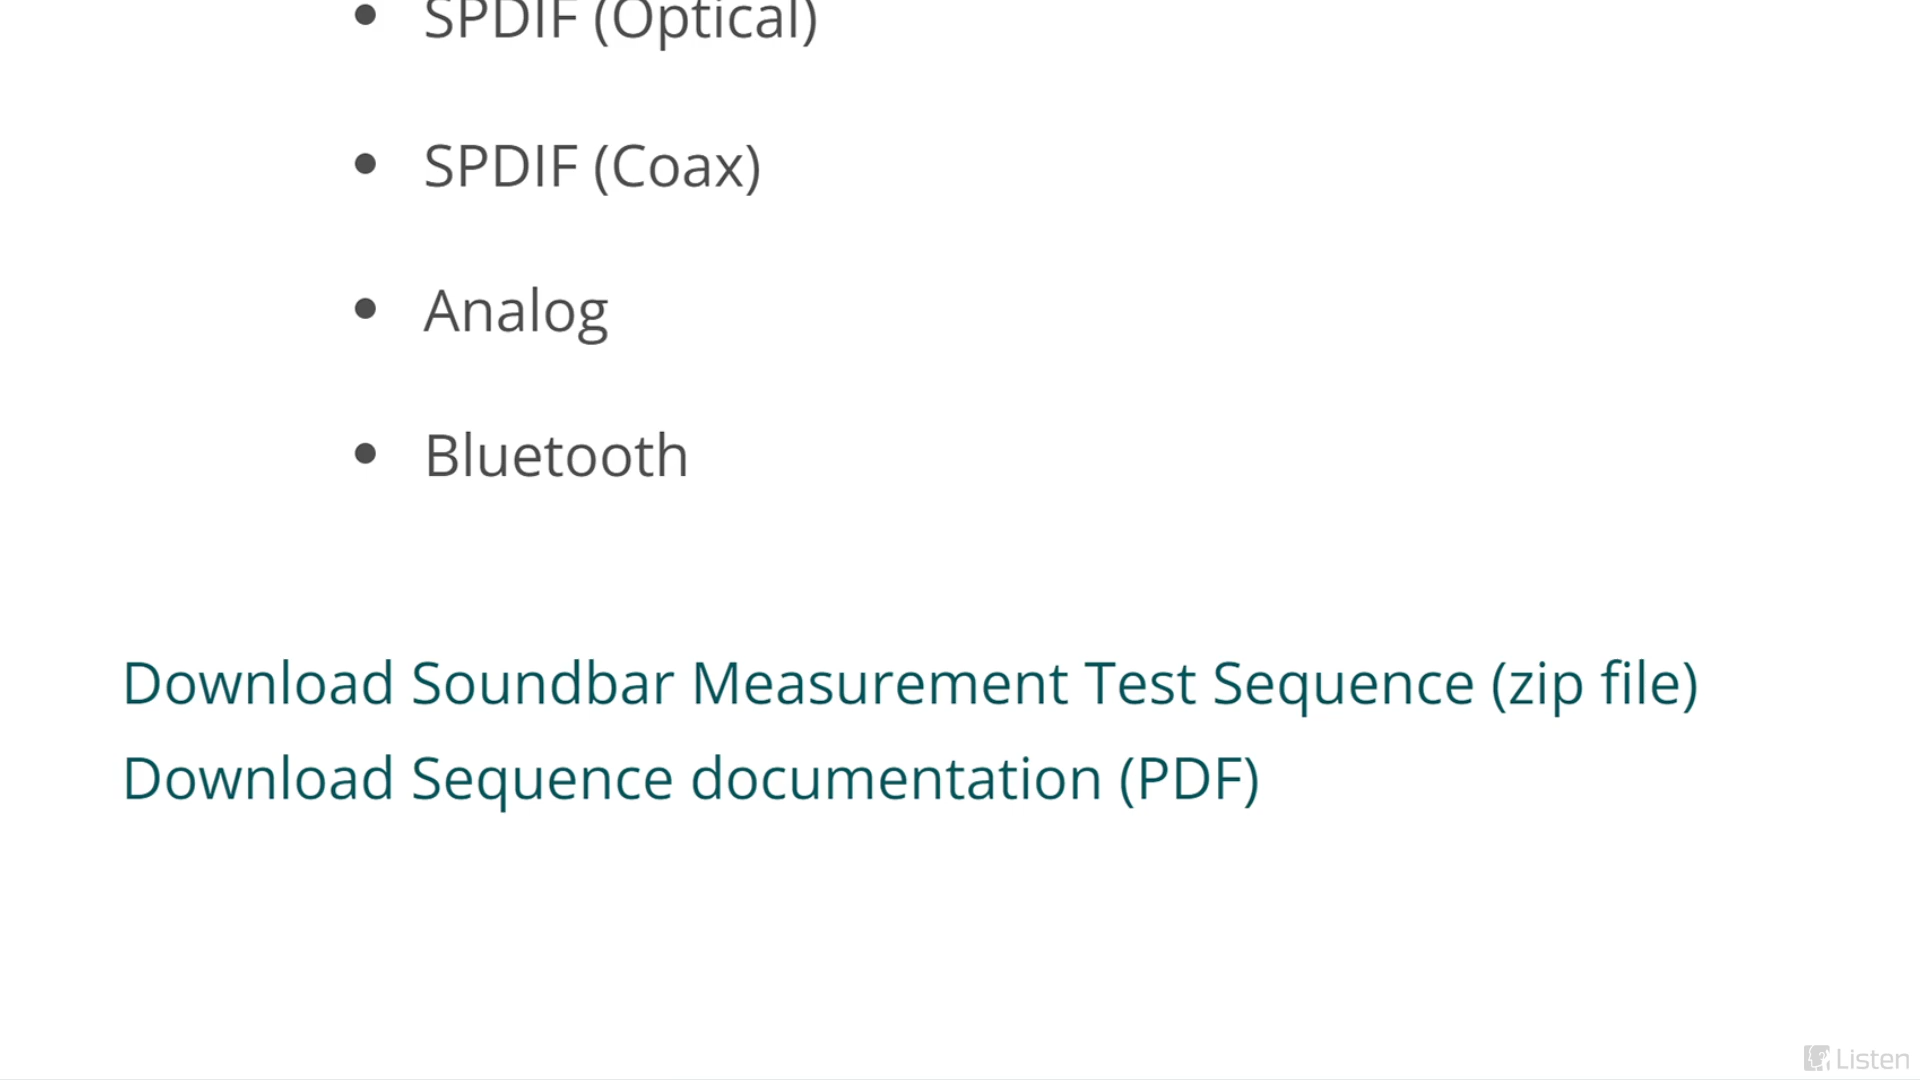 SPDIF (Optical)
SPDIF (Coax)
Analog
Bluetooth
Download Soundbar Measurement Test Sequence (zip file)
Download Sequence documentation (PDF)
Listen